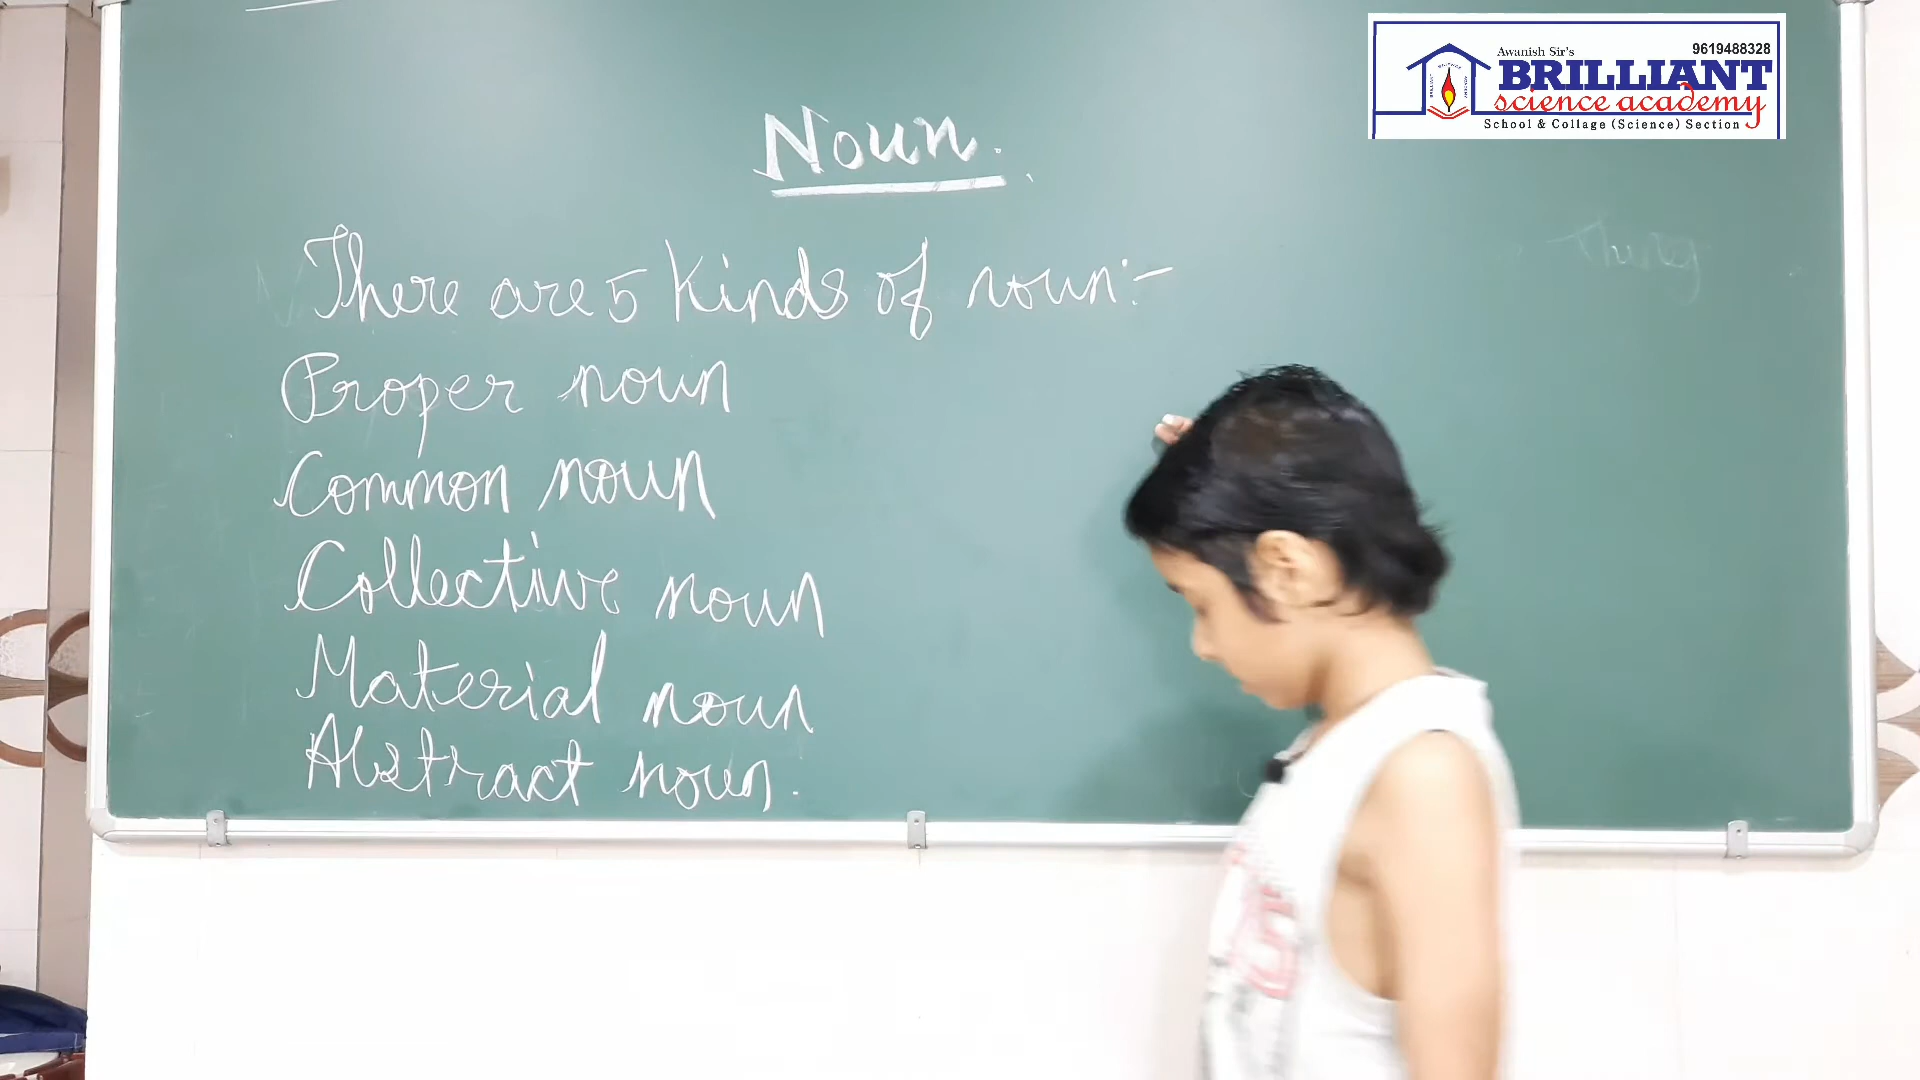 Awanish Sir's
9619488328
BRILLIANT
science academy
School & Collage (Science) Section
Noun.
There are 5 kinds of noun:-
Proper noun
Common noun
Collective noun
Material noun
Abstract noun.
Thing